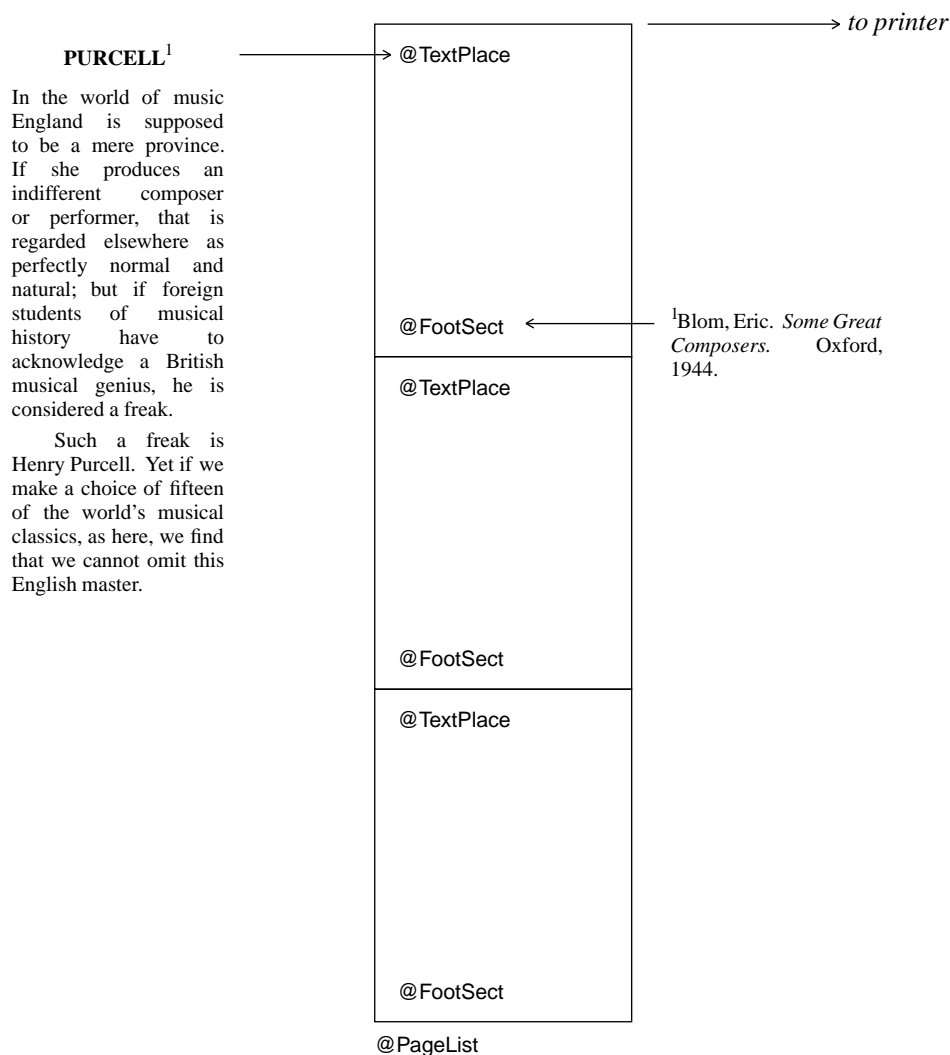 to printer
PURCELL1
@TextPlace
In the world of music
England is supposed
to be a mere province.
If she produces an
indifferent composer
or performer, that is
regarded elsewhere as
perfectly normal and
natural; but if foreign
students of musical
history have to
acknowledge a British
musical genius, he is
considered a freak.
Such a freak is
Henry Purcell. Yet if we
make a choice of fifteen
of the world's musical
classics, as here, we find
that we cannot omit this
English master.
@FootSect
1Blom, Eric. Some Great
Composers. Oxford,
1944.
@TextPlace
@FootSect
@TextPlace
@FootSect
@PageList